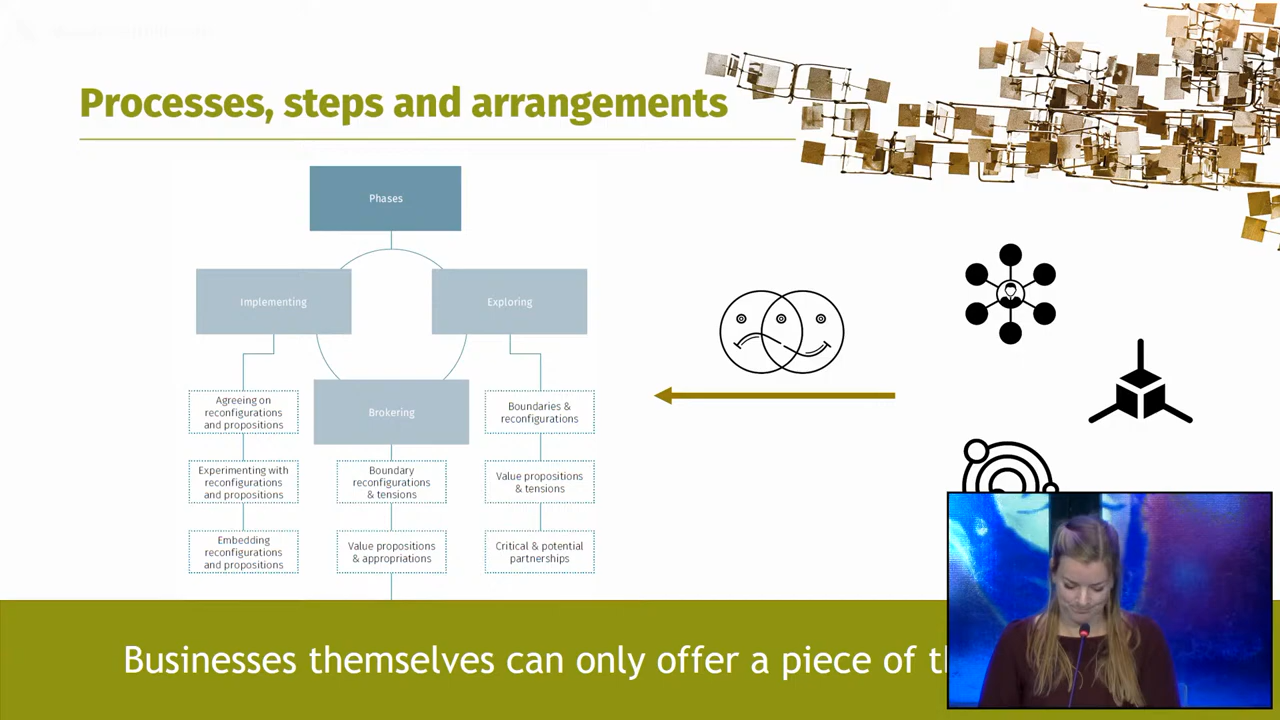 Processes, steps and arrangements
Phases
Implementing
Exploring
Brokering
Agreeing on
reconfigurations
and propositions
Experimenting with
reconfigurations
and propositions
Embedding
reconfigurations
and propositions
Boundary
reconfigurations
& tensions
Value propositions
& appropriations
Boundaries &
reconfigurations
Value propositions
& tensions
Critical & potential
partnerships
Businesses themselves can only offer a piece of